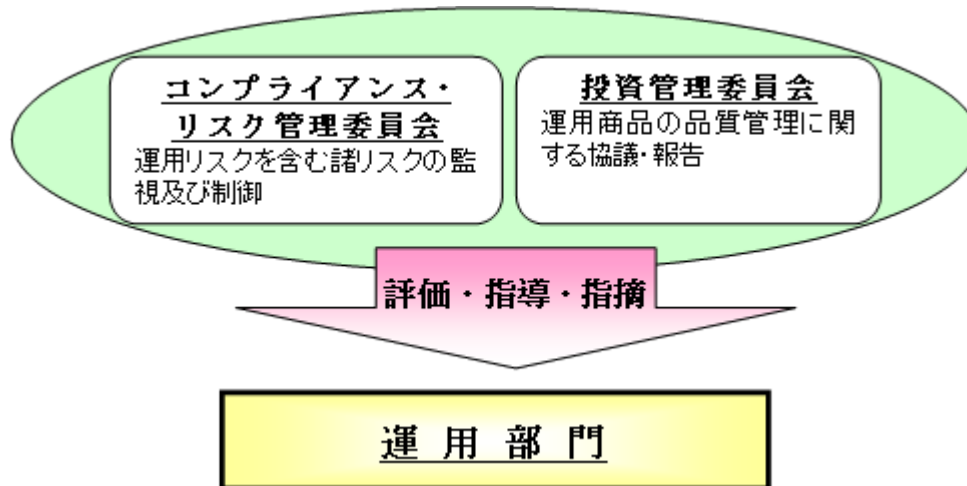 コンプライアンス・
リスク管理委員会
運用リスクを含む諸リスクの監
視及び制御
投資管理委員会
運用商品の品質管理に関
する協議・報告
評価・指導・指摘
運用部門